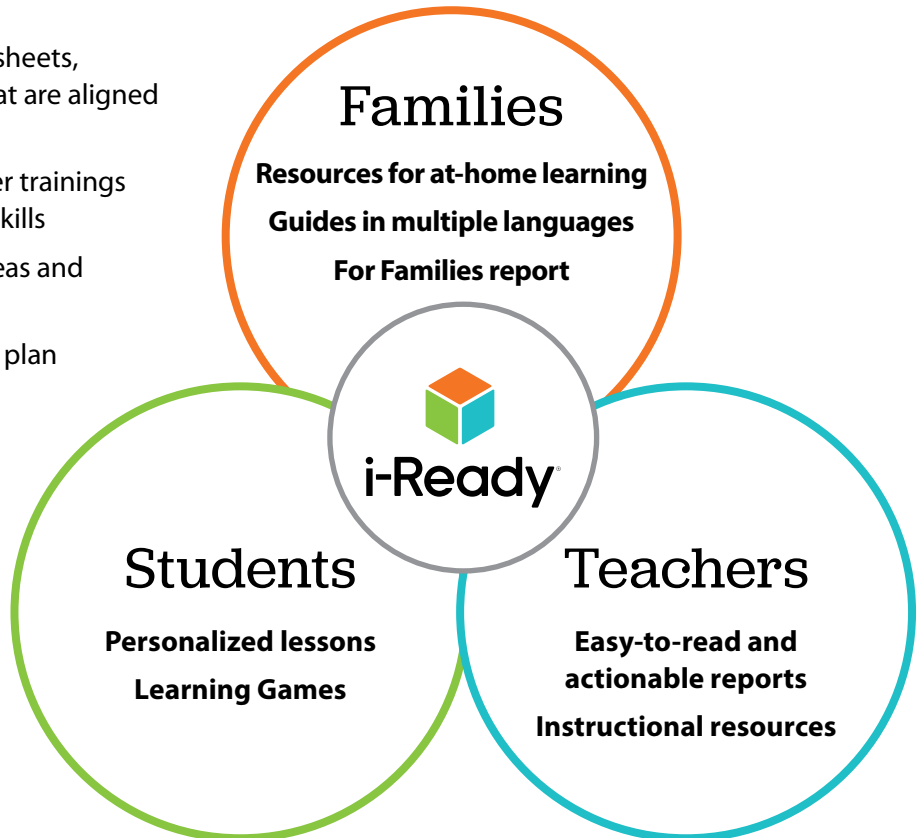 sheets,
at are aligned
er trainings
kills
eas and
plan
Families
Resources for at-home learning
Guides in multiple languages
For Families report
i-Ready®
Students
Personalized lessons
Learning Games
Teachers
Easy-to-read and
actionable reports
Instructional resources